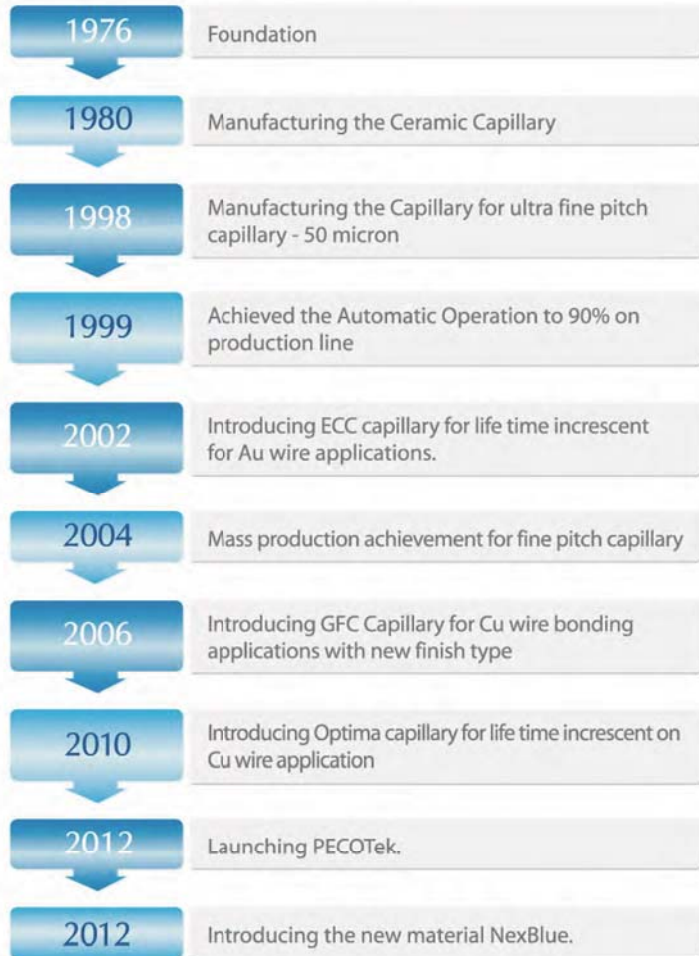 1976
Foundation
1980
Manufacturing the Ceramic Capillary
1998
Manufacturing the Capillary for ultra fine pitch
capillary - 50 micron
1999
Achieved the Automatic Operation to 90% on
production line
2002
Introducing ECC capillary for life time increscent
for Au wire applications.
2004
Mass production achievement for fine pitch capillary
2006
Introducing GFC Capillary for Cu wire bonding
applications with new finish type
2010
Introducing Optima capillary for life time increscent on
Cu wire application
2012
Launching PECOTek.
2012
Introducing the new material NexBlue.